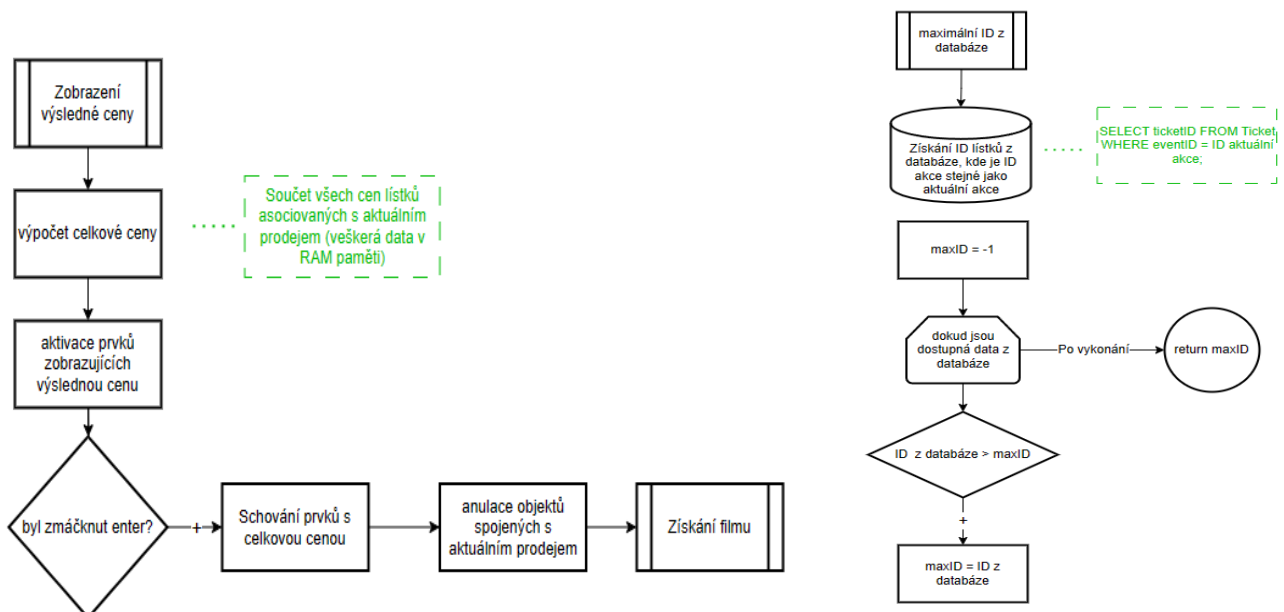 Zobrazení
výsledné ceny
výpočet celkové ceny
Součet všech cen lístků
asociovaných s aktuálním
prodejem (veškerá data v
RAM paměti)
aktivace prvků
zobrazujících
výslednou cenu
byl zmáčknut enter?
+
Schování prvků s
celkovou cenou
anulace objektů
spojených s
aktuálním prodejem
Získání filmu
maximální ID z
databáze
Získání ID lístků z
databáze, kde je ID
akce stejné jako
aktuální akce
SELECT ticketID FROM Ticket
WHERE eventID = ID aktuální
akce;
maxID = -1
dokud jsou
dostupná data z
databáze
Po vykonání
return maxID
ID z databáze > maxID
+
maxID = ID z
databáze